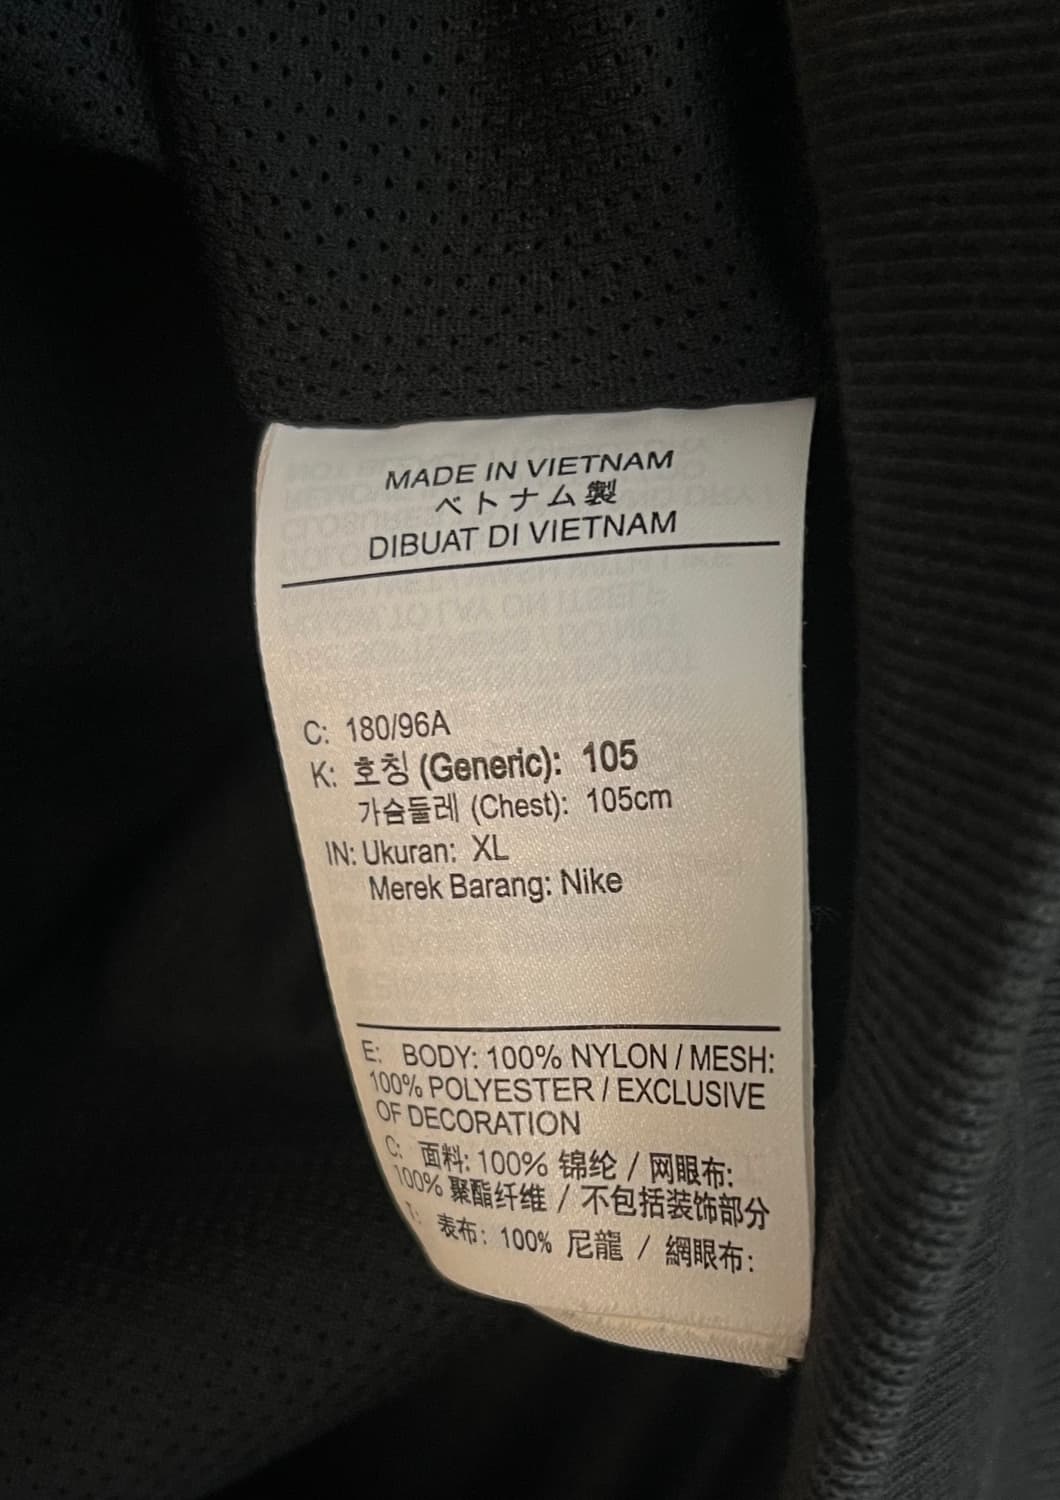 MADE IN VIETNAM
ベトナム製
DIBUAT DI VIETNAM
C: 180/96A
K: 호칭 (Generic): 105
가슴둘레 (Chest): 105cm
IN: Ukuran: XL
Merek Barang: Nike
E: BODY: 100% NYLON / MESH:
100% POLYESTER / EXCLUSIVE
OF DECORATION
C: 面料: 100% 锦纶 / 网眼布:
100% 聚酯纤维 / 不包括装饰部分
T: 表布: 100% 尼龍 / 網眼布: